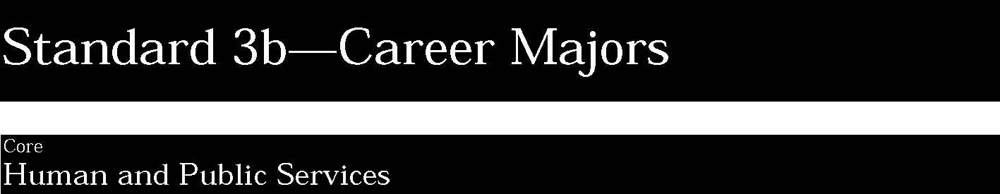 Standard 3b—Career Majors
Core
Human and Public Services